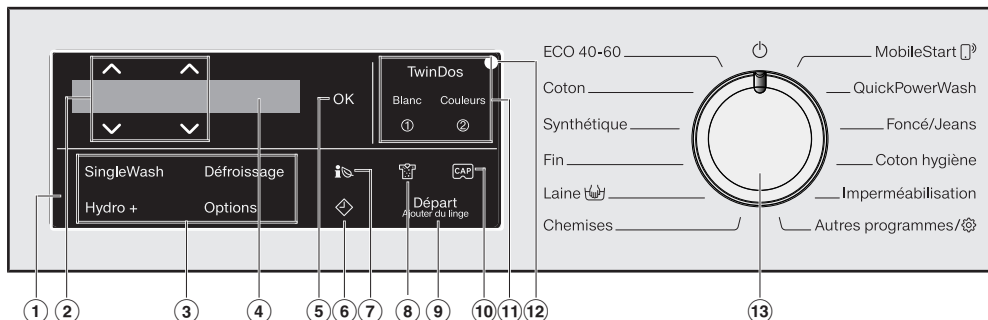 TwinDos
Blanc Couleurs
① ②
OK
SingleWash Défroissage
Hydro + Options
CAP
Départ
Ajouter du linge
ECO 40-60
Coton
Synthétique
Fin
Laine
Chemises
MobileStart
QuickPowerWash
Foncé/Jeans
Coton hygiène
Imperméabilisation
Autres programmes/
① ② ③ ④ ⑤ ⑥ ⑦ ⑧ ⑨ ⑩ ⑪ ⑫ ⑬